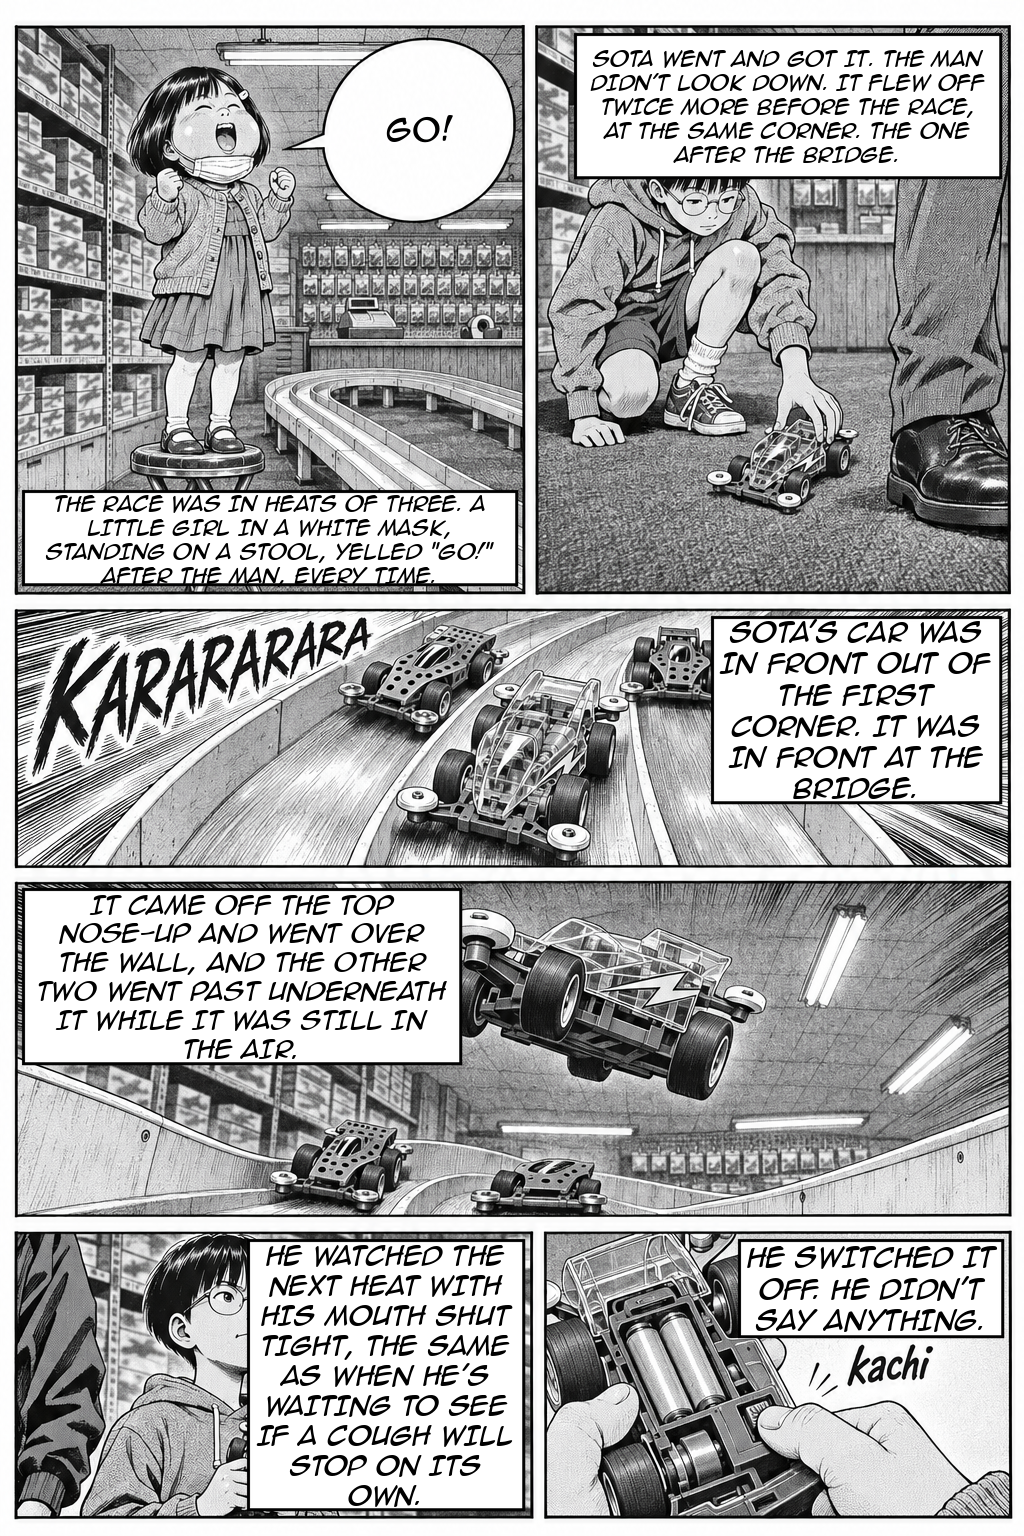 GO!
THE RACE WAS IN HEATS OF THREE. A
LITTLE GIRL IN A WHITE MASK,
STANDING ON A STOOL, YELLED "GO!"
AFTER THE MAN, EVERY TIME.
SOTA WENT AND GOT IT. THE MAN
DIDN'T LOOK DOWN. IT FLEW OFF
TWICE MORE BEFORE THE RACE,
AT THE SAME CORNER. THE ONE
AFTER THE BRIDGE.
KARARARARA
SOTA'S CAR WAS
IN FRONT OUT OF
THE FIRST
CORNER. IT WAS
IN FRONT AT THE
BRIDGE.
IT CAME OFF THE TOP
NOSE-UP AND WENT OVER
THE WALL, AND THE OTHER
TWO WENT PAST UNDERNEATH
IT WHILE IT WAS STILL IN
THE AIR.
HE WATCHED THE
NEXT HEAT WITH
HIS MOUTH SHUT
TIGHT, THE SAME
AS WHEN HE'S
WAITING TO SEE
IF A COUGH WILL
STOP ON ITS
OWN.
HE SWITCHED IT
OFF. HE DIDN'T
SAY ANYTHING.
kachi